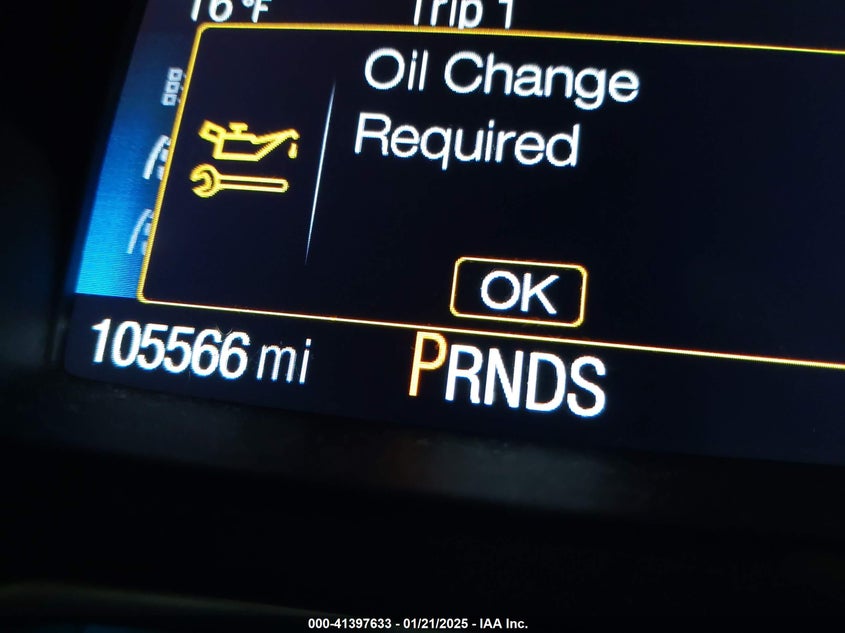 Trip 1
Oil Change
Required
OK
105566 mi
PRNDS
000-41397633 - 01/21/2025 - IAA Inc.